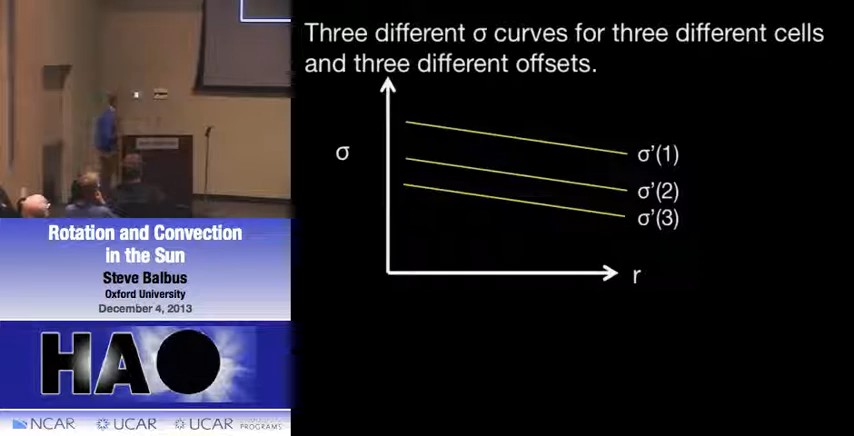 Three different σ curves for three different cells
and three different offsets.
σ
σ’(1)
σ’(2)
σ’(3)
r
Rotation and Convection
in the Sun
Steve Balbus
Oxford University
December 4, 2013
HAO
NCAR
UCAR
UCAR
PROGRAMS